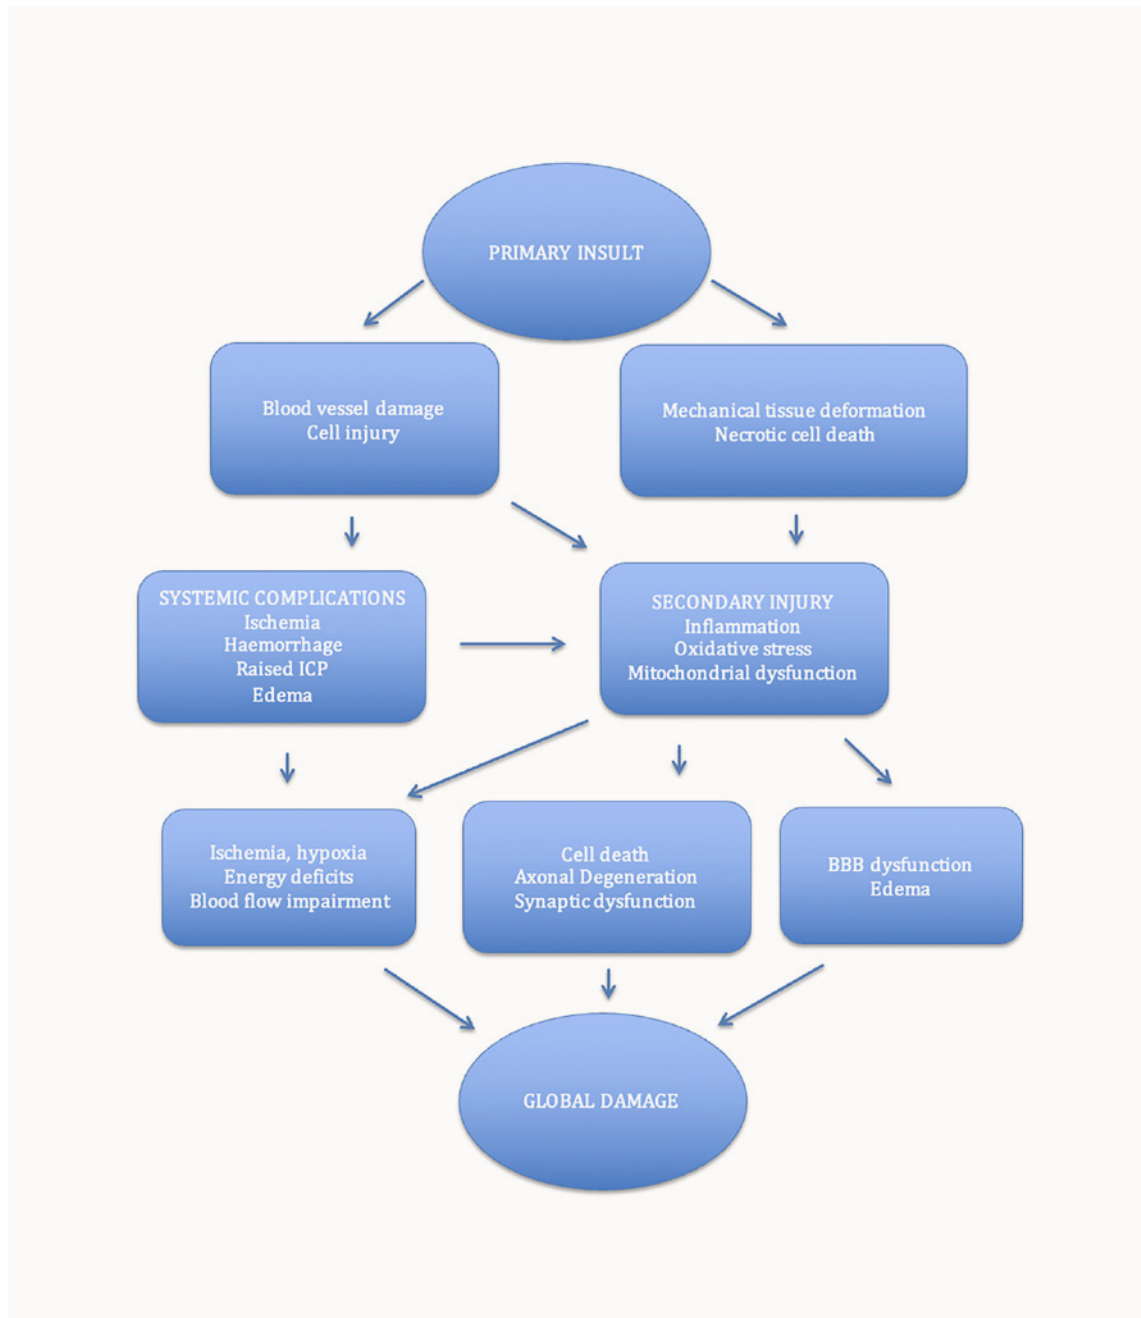 PRIMARY INSULT
Blood vessel damage
Cell injury
Mechanical tissue deformation
Necrotic cell death
SYSTEMIC COMPLICATIONS
Ischemia
Haemorrhage
Raised ICP
Edema
SECONDARY INJURY
Inflammation
Oxidative stress
Mitochondrial dysfunction
Ischemia, hypoxia
Energy deficits
Blood flow impairment
Cell death
Axonal Degeneration
Synaptic dysfunction
BBB dysfunction
Edema
GLOBAL DAMAGE